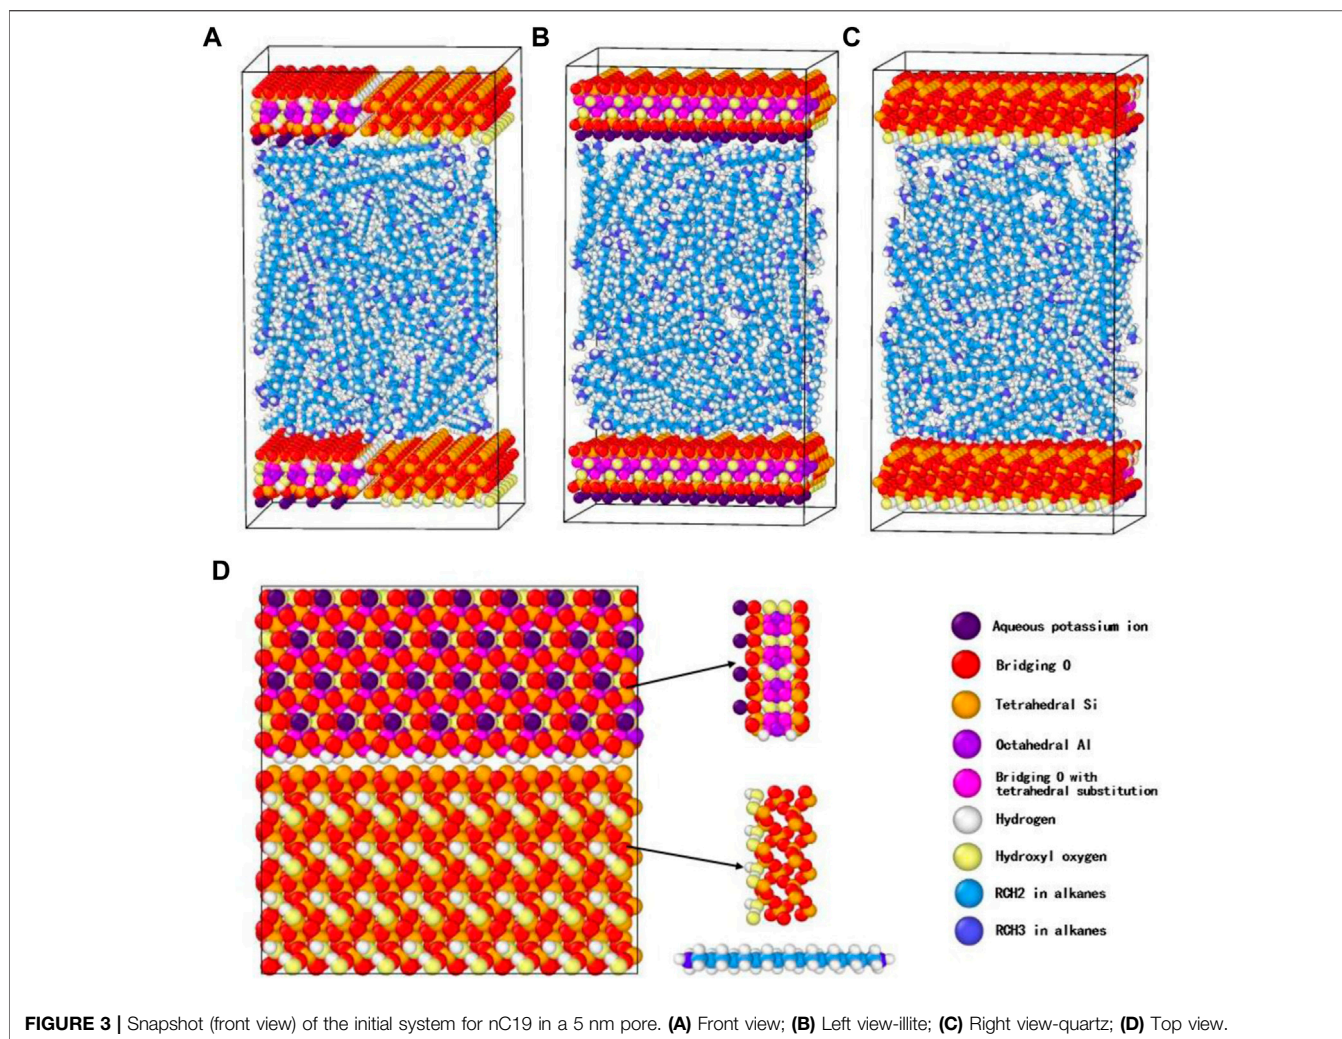 A
B
C
D
Aqueous potassium ion
Bridging O
Tetrahedral Si
Octahedral Al
Bridging O with
tetrahedral substitution
Hydrogen
Hydroxyl oxygen
RCH2 in alkanes
RCH3 in alkanes
FIGURE 3 | Snapshot (front view) of the initial system for nC19 in a 5 nm pore. (A) Front view; (B) Left view-illite; (C) Right view-quartz; (D) Top view.